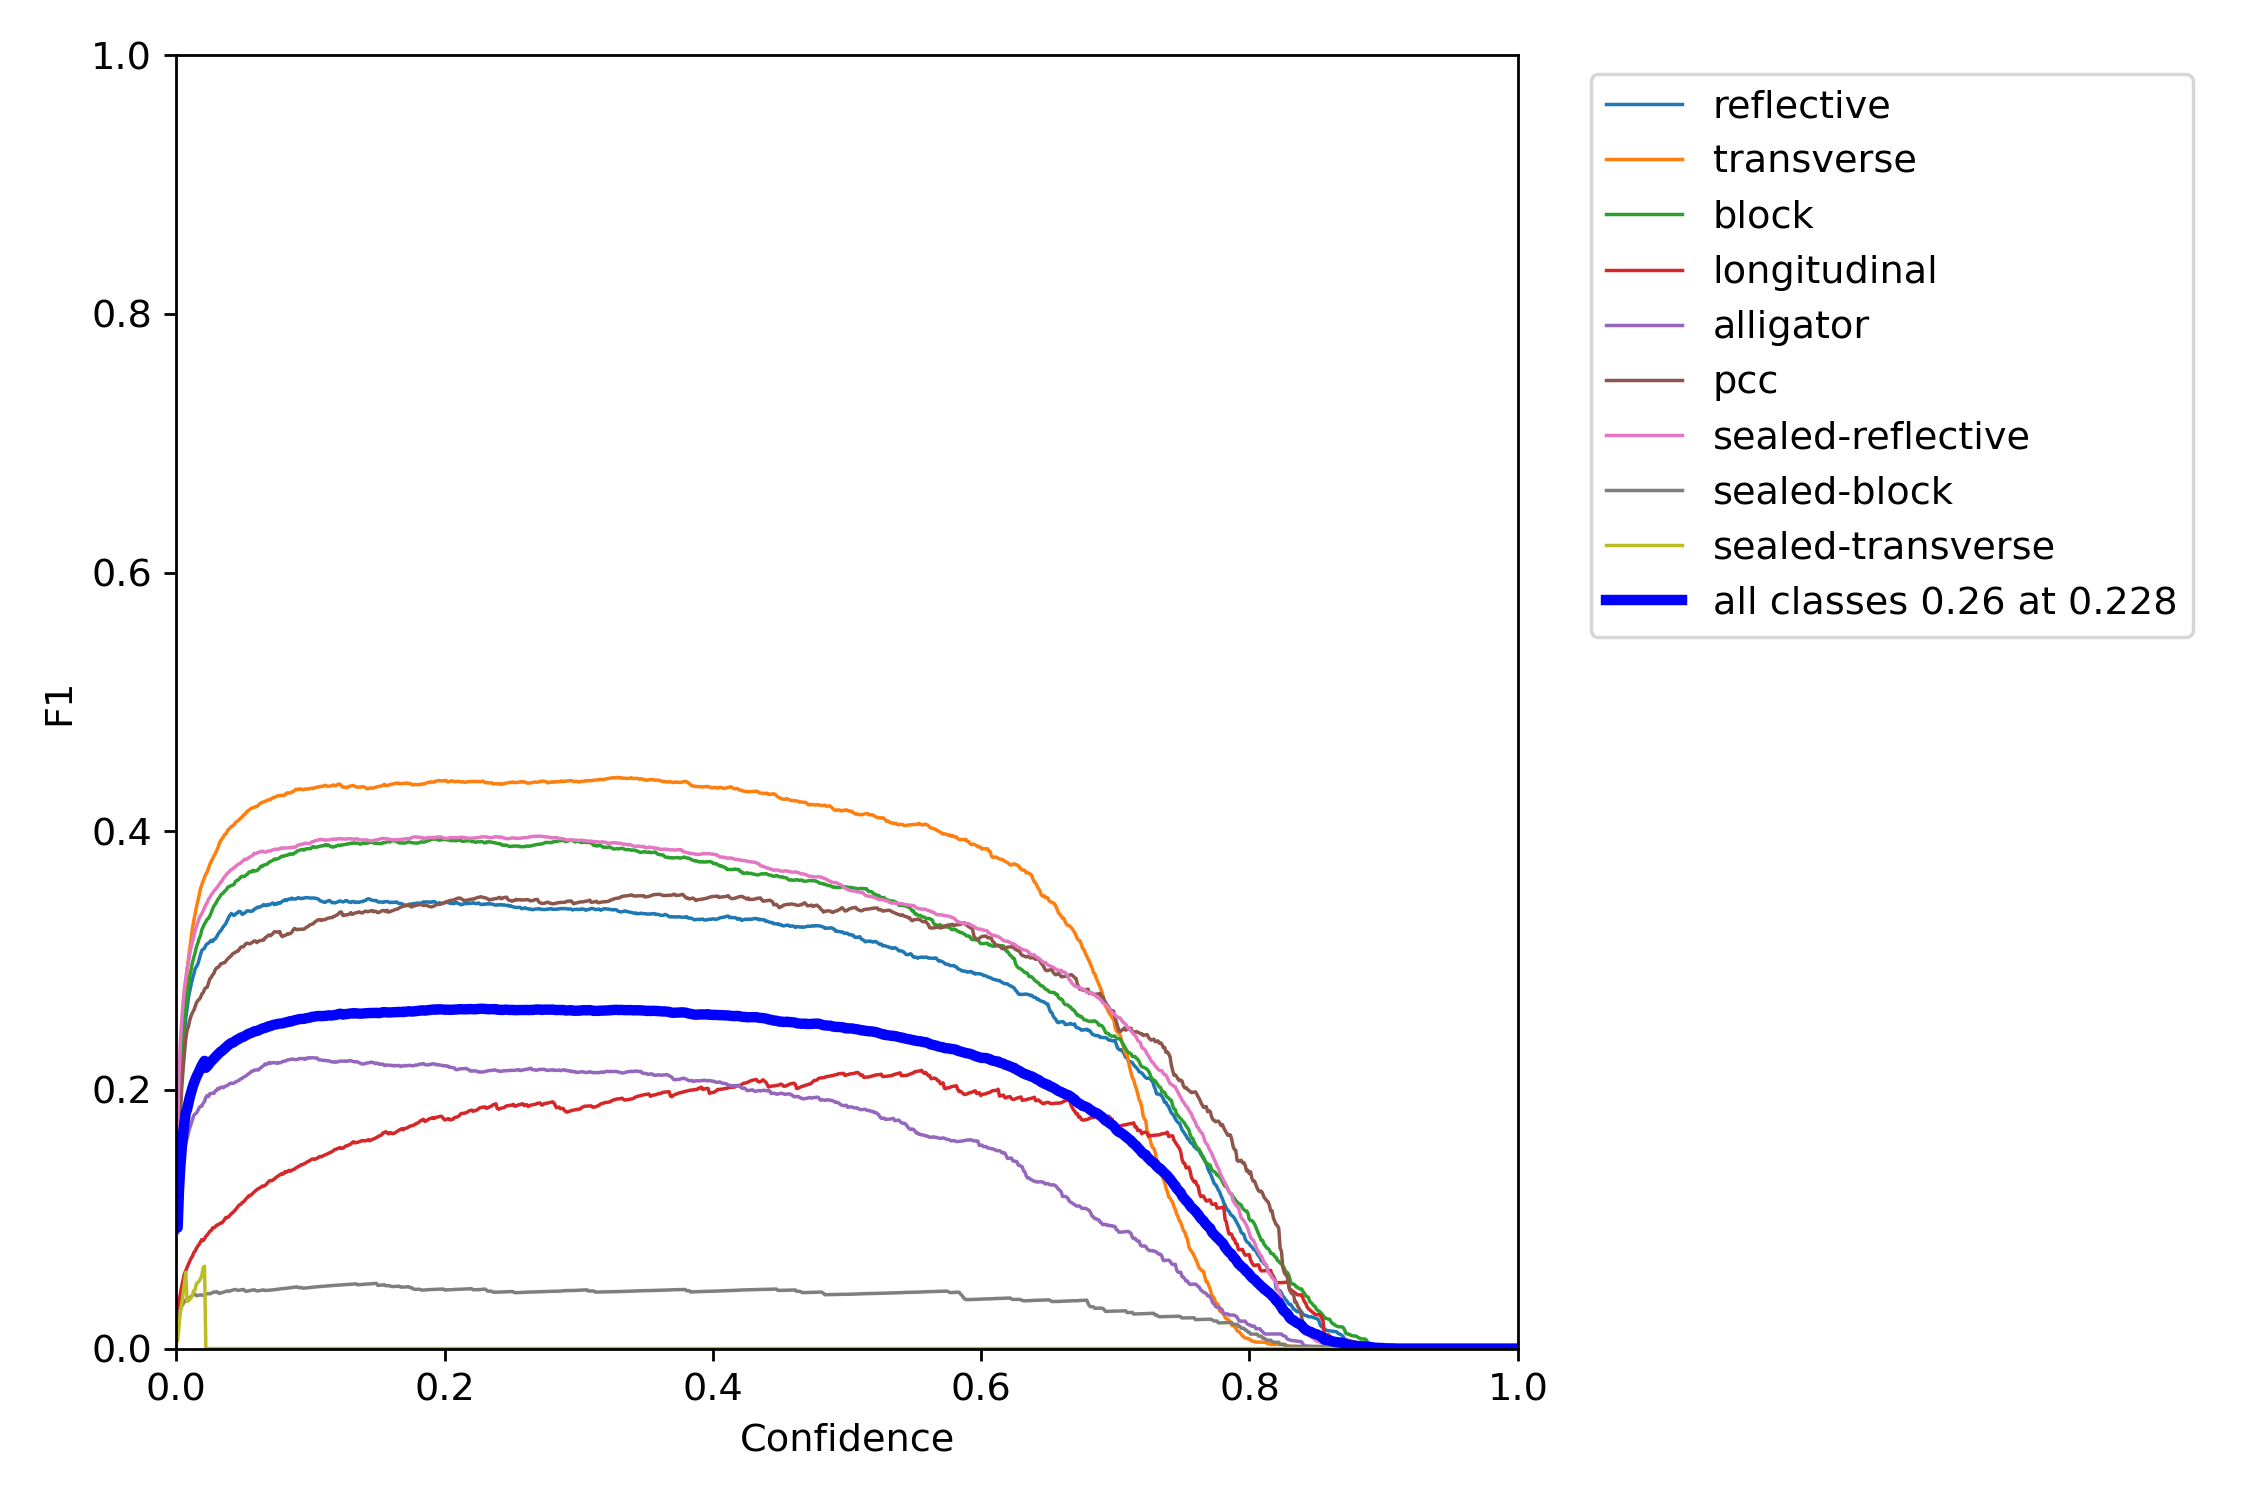 1.0
0.8
0.6
0.4
0.2
0.0
F1
0.0 0.2 0.4 0.6 0.8 1.0
Confidence
reflective
transverse
block
longitudinal
alligator
pcc
sealed-reflective
sealed-block
sealed-transverse
all classes 0.26 at 0.228